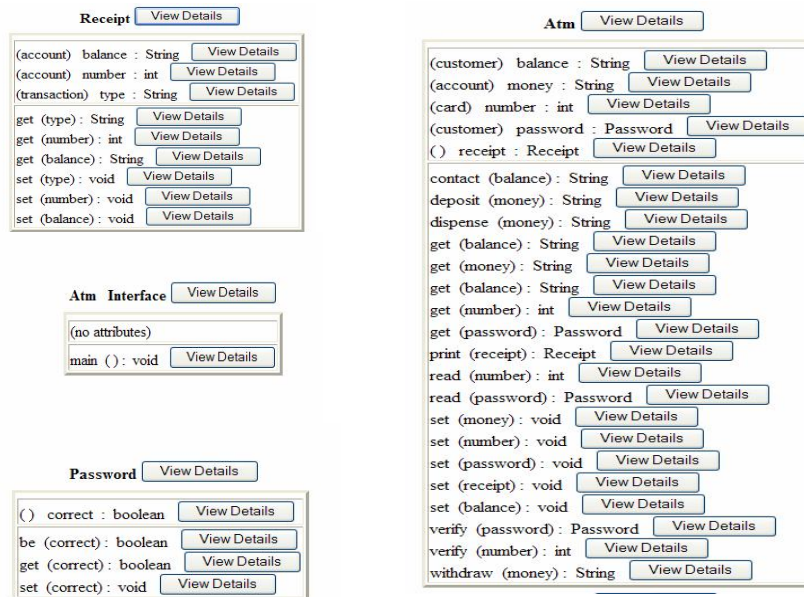 Receipt View Details
(account) balance : String View Details
(account) number : int View Details
(transaction) type : String View Details
get (type) : String View Details
get (number) : int View Details
get (balance) : String View Details
set (type) : void View Details
set (number) : void View Details
set (balance) : void View Details
Atm Interface View Details
(no attributes)
main () : void View Details
Password View Details
() correct : boolean View Details
be (correct) : boolean View Details
get (correct) : boolean View Details
set (correct) : void View Details
Atm View Details
(customer) balance : String View Details
(account) money : String View Details
(card) number : int View Details
(customer) password : Password View Details
() receipt : Receipt View Details
contact (balance) : String View Details
deposit (money) : String View Details
dispense (money) : String View Details
get (balance) : String View Details
get (money) : String View Details
get (balance) : String View Details
get (number) : int View Details
get (password) : Password View Details
print (receipt) : Receipt View Details
read (number) : int View Details
read (password) : Password View Details
set (money) : void View Details
set (number) : void View Details
set (password) : void View Details
set (receipt) : void View Details
set (balance) : void View Details
verify (password) : Password View Details
verify (number) : int View Details
withdraw (money) : String View Details